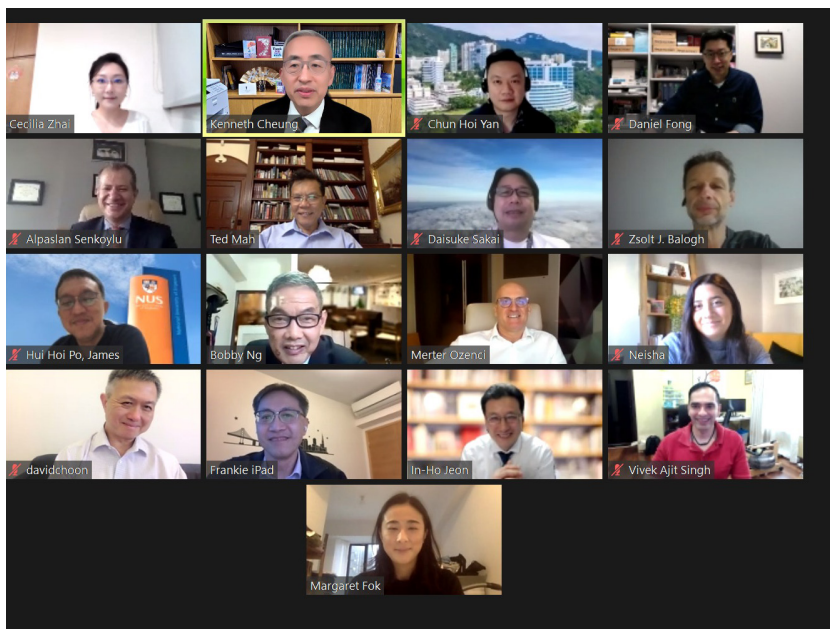 Cecilia Zhai
Kenneth Cheung
Chun Hoi Yan
Daniel Fong
Alpaslan Senkoylu
Ted Mah
Daisuke Sakai
Zsolt J. Balogh
NUS
Hui Hoi Po, James
Bobby Ng
Merter Ozenci
Neisha
davidchoon
Frankie iPad
In-Ho Jeon
Vivek Ajit Singh
Margaret Fok